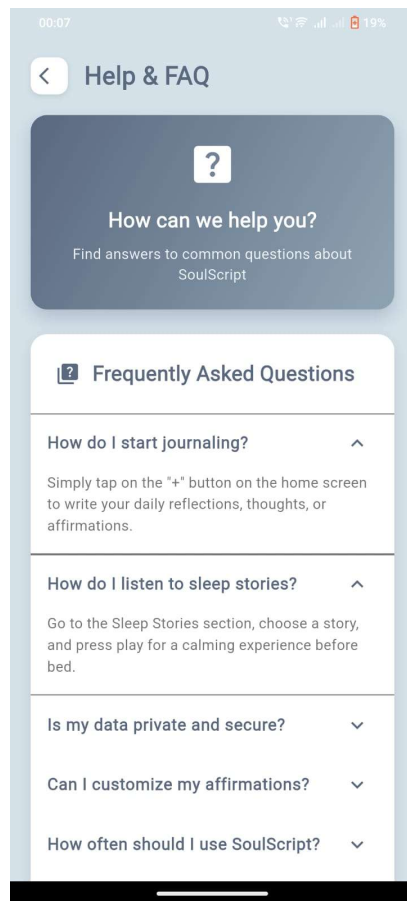 00:07
19%
Help & FAQ
?
How can we help you?
Find answers to common questions about
SoulScript
? Frequently Asked Questions
How do I start journaling?
Simply tap on the "+" button on the home screen
to write your daily reflections, thoughts, or
affirmations.
How do I listen to sleep stories?
Go to the Sleep Stories section, choose a story,
and press play for a calming experience before
bed.
Is my data private and secure?
Can I customize my affirmations?
How often should I use SoulScript?